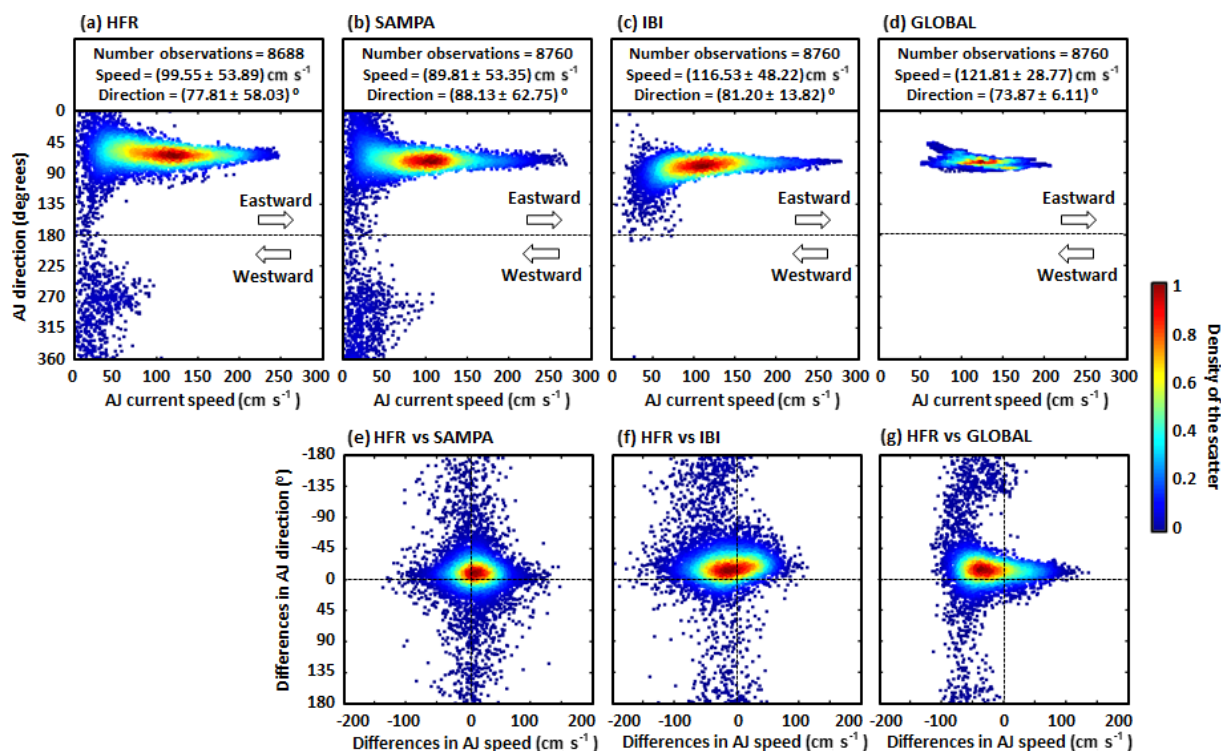 (a) HFR
Number observations = 8688
Speed = (99.55 ± 53.89) cm s⁻¹
Direction = (77.81 ± 58.03) º
(b) SAMPA
Number observations = 8760
Speed = (89.81 ± 53.35) cm s⁻¹
Direction = (88.13 ± 62.75) º
(c) IBI
Number observations = 8760
Speed = (116.53 ± 48.22) cm s⁻¹
Direction = (81.20 ± 13.82) º
(d) GLOBAL
Number observations = 8760
Speed = (121.81 ± 28.77) cm s⁻¹
Direction = (73.87 ± 6.11) º
AJ direction (degrees)
0
45
90
135
180
225
270
315
360
Eastward
Westward
Eastward
Westward
Eastward
Westward
Eastward
Westward
0 50 100 150 200 250 300
AJ current speed (cm s⁻¹ )
0 50 100 150 200 250 300
AJ current speed (cm s⁻¹ )
0 50 100 150 200 250 300
AJ current speed (cm s⁻¹ )
0 50 100 150 200 250 300
AJ current speed (cm s⁻¹ )
1
0.8
0.6
0.4
0.2
0
Density of the scatter
(e) HFR vs SAMPA
(f) HFR vs IBI
(g) HFR vs GLOBAL
Differences in AJ direction (º)
-180
-135
-90
-45
0
45
90
135
180
-200 -100 0 100 200
Differences in AJ speed (cm s⁻¹ )
-200 -100 0 100 200
Differences in AJ speed (cm s⁻¹ )
-200 -100 0 100 200
Differences in AJ speed (cm s⁻¹ )